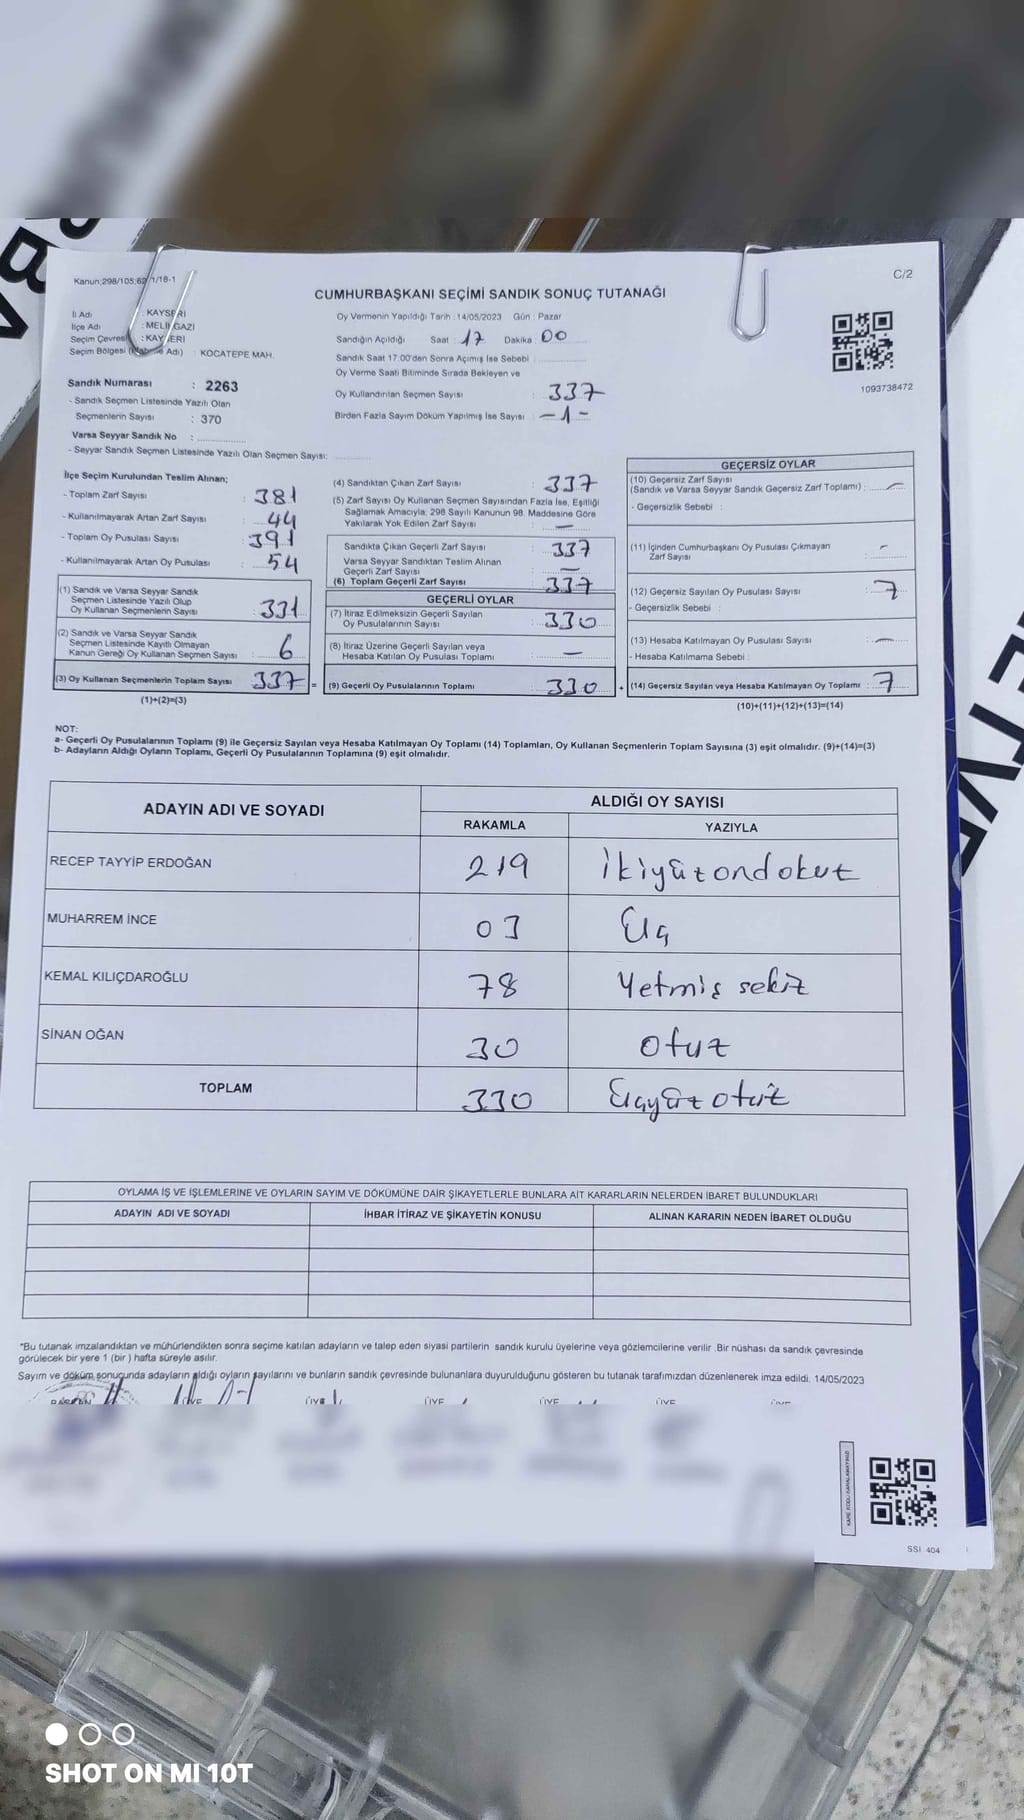 Kanun;298/105;62 1/18-1
C/2
CUMHURBAŞKANI SEÇİMİ SANDIK SONUÇ TUTANAĞI
İl Adı : KAYSERİ
İlçe Adı : MELİKGAZİ
Seçim Çevresi : KAYSERİ
Seçim Bölgesi Adı) : KOCATEPE MAH.
Oy Vermenin Yapıldığı Tarih : 14/05/2023 Gün : Pazar
Sandığın Açıldığı Saat : 17 Dakika : 00
Sandık Saat 17:00'den Sonra Açılmış İse Sebebi :
Oy Verme Saati Bitiminde Sırada Bekleyen ve
Oy Kullandırılan Seçmen Sayısı : 337
Birden Fazla Sayım Döküm Yapılmış İse Sayısı : -1-
1093738472
Sandık Numarası : 2263
- Sandık Seçmen Listesinde Yazılı Olan
Seçmenlerin Sayısı : 370
Varsa Seyyar Sandık No :
- Seyyar Sandık Seçmen Listesinde Yazılı Olan Seçmen Sayısı:
İlçe Seçim Kurulundan Teslim Alınan;
- Toplam Zarf Sayısı : 381
- Kullanılmayarak Artan Zarf Sayısı : 44
- Toplam Oy Pusulası Sayısı : 391
- Kullanılmayarak Artan Oy Pusulası : 54
(1) Sandık ve Varsa Seyyar Sandık
Seçmen Listesinde Yazılı Olup
Oy Kullanan Seçmenlerin Sayısı : 331
(2) Sandık ve Varsa Seyyar Sandık
Seçmen Listesinde Kayıtlı Olmayan
Kanun Gereği Oy Kullanan Seçmen Sayısı : 6
(3) Oy Kullanan Seçmenlerin Toplam Sayısı : 337 =
(1)+(2)=(3)
(4) Sandıktan Çıkan Zarf Sayısı : 337
(5) Zarf Sayısı Oy Kullanan Seçmen Sayısından Fazla İse, Eşitliği
Sağlamak Amacıyla; 298 Sayılı Kanunun 98. Maddesine Göre
Yakılarak Yok Edilen Zarf Sayısı : —
Sandıkta Çıkan Geçerli Zarf Sayısı : 337
Varsa Seyyar Sandıktan Teslim Alınan
Geçerli Zarf Sayısı : —
(6) Toplam Geçerli Zarf Sayısı : 337
GEÇERLİ OYLAR
(7) İtiraz Edilmeksizin Geçerli Sayılan
Oy Pusulalarının Sayısı : 330
(8) İtiraz Üzerine Geçerli Sayılan veya
Hesaba Katılan Oy Pusulası Toplamı : —
(9) Geçerli Oy Pusulalarının Toplamı : 330 +
GEÇERSİZ OYLAR
(10) Geçersiz Zarf Sayısı
(Sandık ve Varsa Seyyar Sandık Geçersiz Zarf Toplamı) : —
- Geçersizlik Sebebi :
(11) İçinden Cumhurbaşkanı Oy Pusulası Çıkmayan
Zarf Sayısı : -
(12) Geçersiz Sayılan Oy Pusulası Sayısı : 7
- Geçersizlik Sebebi :
(13) Hesaba Katılmayan Oy Pusulası Sayısı : —
- Hesaba Katılmama Sebebi :
(14) Geçersiz Sayılan veya Hesaba Katılmayan Oy Toplamı : 7
(10)+(11)+(12)+(13)=(14)
NOT:
a- Geçerli Oy Pusulalarının Toplamı (9) ile Geçersiz Sayılan veya Hesaba Katılmayan Oy Toplamı (14) Toplamları, Oy Kullanan Seçmenlerin Toplam Sayısına (3) eşit olmalıdır. (9)+(14)=(3)
b- Adayların Aldığı Oyların Toplamı, Geçerli Oy Pusulalarının Toplamına (9) eşit olmalıdır.
ADAYIN ADI VE SOYADI ALDIĞI OY SAYISI
RAKAMLA YAZIYLA
RECEP TAYYİP ERDOĞAN 219 İkiyüzondokuz
MUHARREM İNCE 03 Üç
KEMAL KILIÇDAROĞLU 78 Yetmiş sekiz
SİNAN OĞAN 30 otuz
TOPLAM 330 Üçyüz otuz
OYLAMA İŞ VE İŞLEMLERİNE VE OYLARIN SAYIM VE DÖKÜMÜNE DAİR ŞİKAYETLERLE BUNLARA AİT KARARLARIN NELERDEN İBARET BULUNDUKLARI
ADAYIN ADI VE SOYADI İHBAR İTİRAZ VE ŞİKAYETİN KONUSU ALINAN KARARIN NEDEN İBARET OLDUĞU
*Bu tutanak imzalandıktan ve mühürlendikten sonra seçime katılan adayların ve talep eden siyasi partilerin sandık kurulu üyelerine veya gözlemcilerine verilir .Bir nüshası da sandık çevresinde
görülecek bir yere 1 (bir ) hafta süreyle asılır.
Sayım ve döküm sonucunda adayların aldığı oyların sayılarını ve bunların sandık çevresinde bulunanlara duyurulduğunu gösteren bu tutanak tarafımızdan düzenlenerek imza edildi. 14/05/2023
BAŞKAN ÜYE ÜYE ÜYE ÜYE ÜYE ÜYE
SSI 404
SHOT ON MI 10T